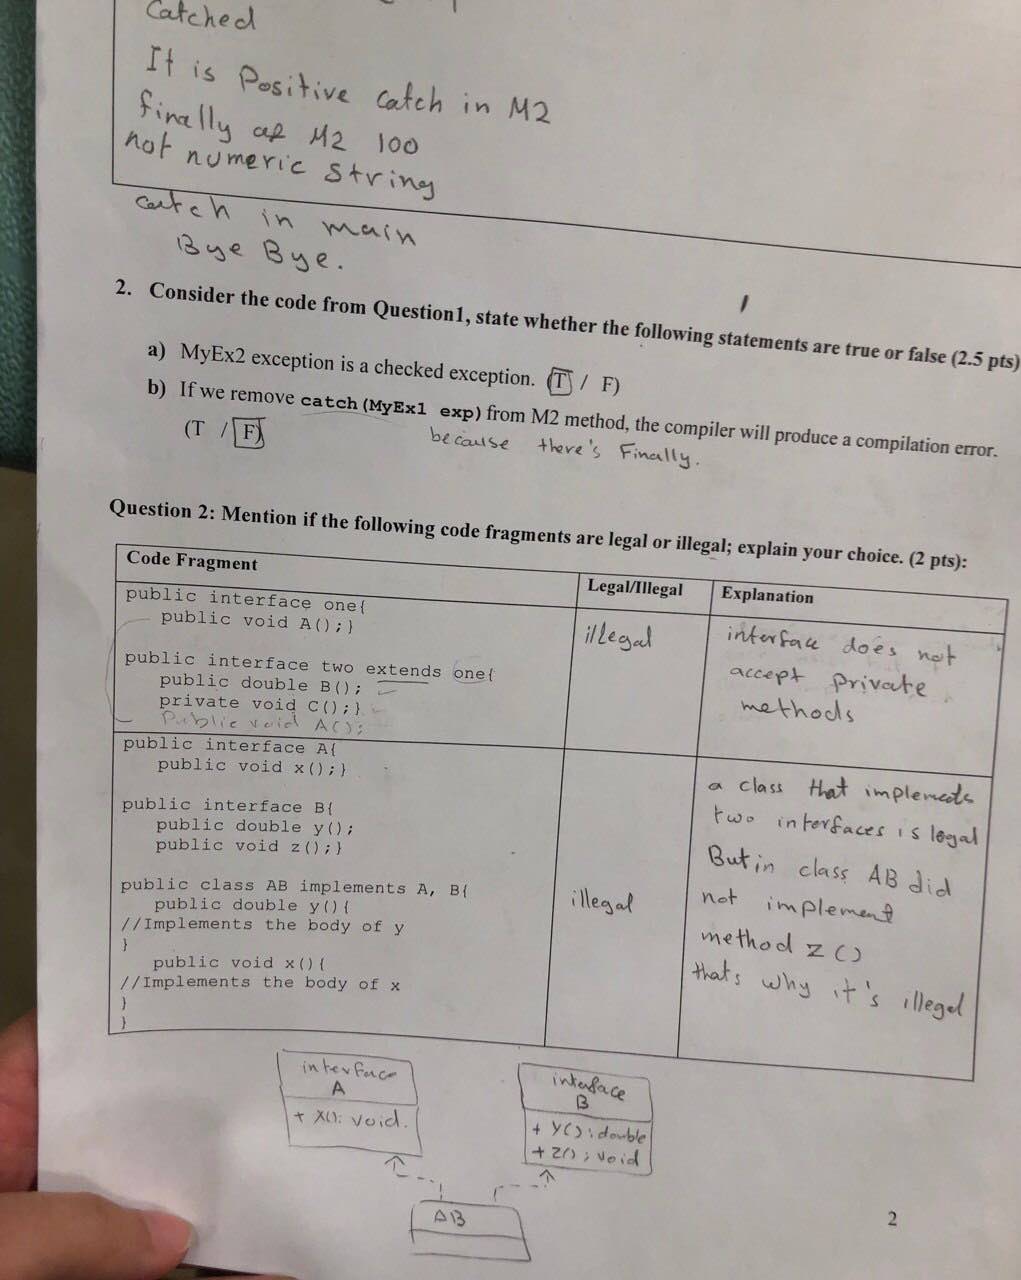 Catched
It is Positive catch in M2
finally of M2 100
not numeric string
catch in main
Bye Bye.
2. Consider the code from Question1, state whether the following statements are true or false (2.5 pts)
a) MyEx2 exception is a checked exception. (T / F)
b) If we remove catch(MyEx1 exp) from M2 method, the compiler will produce a compilation error.
(T / F)
because there's Finally.
Question 2: Mention if the following code fragments are legal or illegal; explain your choice. (2 pts):
Code Fragment
Legal/Illegal
Explanation
public interface one{
public void A();}
public interface two extends one{
public double B();
private void C();}
Public void A();
illegal
interface does not
accept private
methods
public interface A{
public void x();}
public interface B{
public double y();
public void z();}
public class AB implements A, B{
public double y(){
//Implements the body of y
}
public void x(){
//Implements the body of x
}
}
illegal
a class that implements
two interfaces is legal
But in class AB did
not implement
method z()
thats why it's illegal
interface
A
+ X(): void.
interface
B
+ Y(): double
+ Z(): void
AB
2